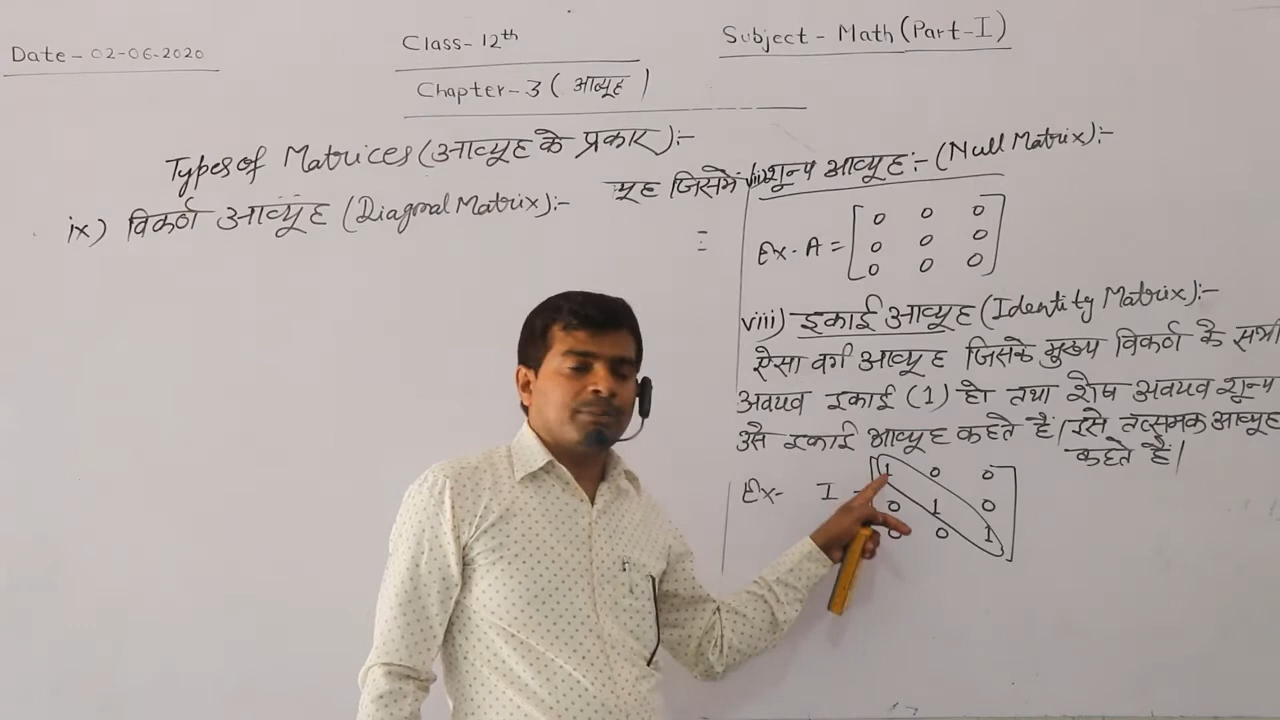 Date - 02-06-2020
Class- 12th
Subject - Math (Part-I)
Chapter- 3 ( आव्यूह )
Types of Matrices (आव्यूह के प्रकार):-
ix) विकर्ण आव्यूह (Diagonal Matrix):-
यूह जिसमें
vii) शून्य आव्यूह:- (Null Matrix):-
Ex. A = [ 0 0 0
0 0 0
0 0 0 ]
viii) इकाई आव्यूह (Identity Matrix):-
ऐसा वर्ग आव्यूह जिसके मुख्य विकर्ण के सभी
अवयव इकाई (1) हो तथा शेष अवयव शून्य
उसे इकाई आव्यूह कहते हैं। इसे तत्समक आव्यूह
कहते हैं।
Ex- I = [ 1 0 0
0 1 0
0 0 1 ]